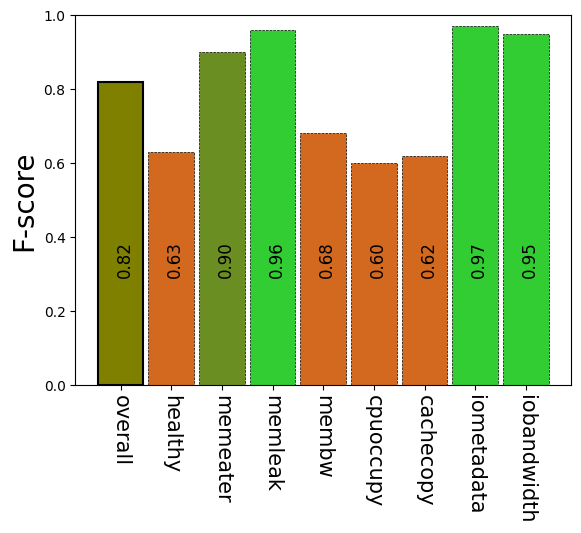 F-score
1.0
0.8
0.6
0.4
0.2
0.0
0.82
0.63
0.90
0.96
0.68
0.60
0.62
0.97
0.95
overall
healthy
memeater
memleak
membw
cpuoccupy
cachecopy
iometadata
iobandwidth